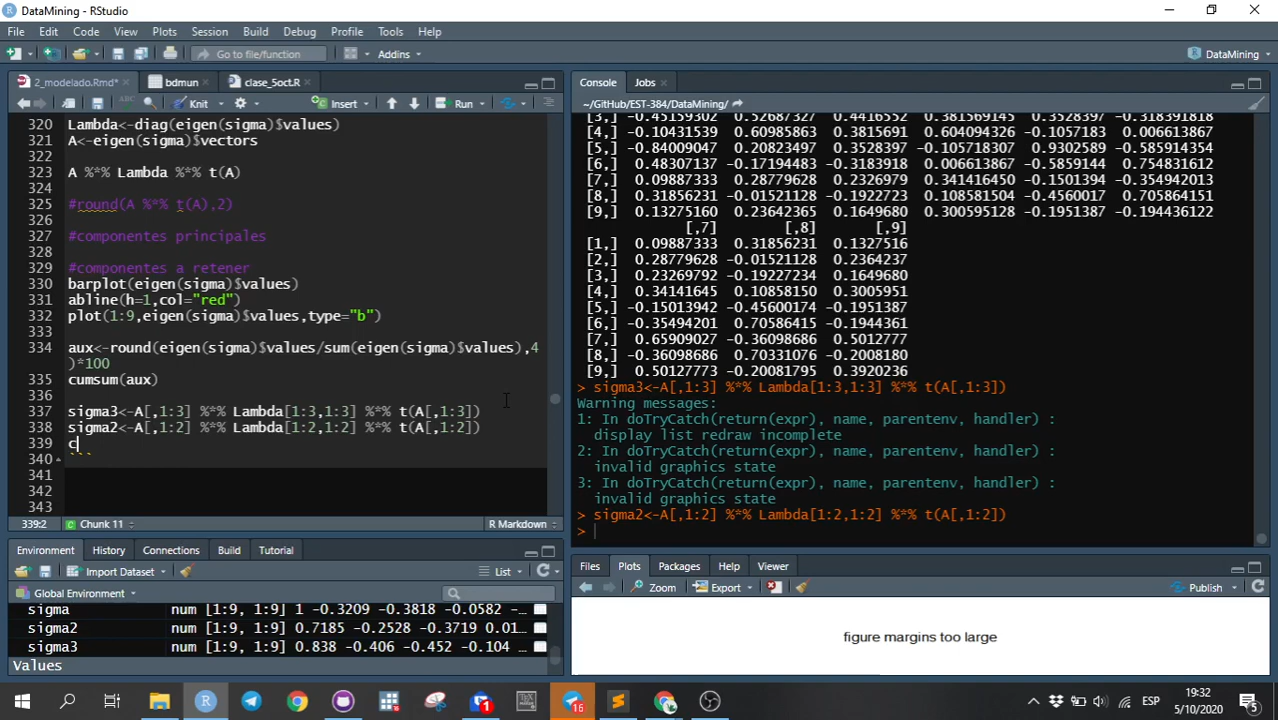 DataMining - RStudio
File Edit Code View Plots Session Build Debug Profile Tools Help
Go to file/function Addins DataMining
2_modelado.Rmd* bdmun clase_5oct.R
Knit Insert Run
320 Lambda<-diag(eigen(sigma)$values)
321 A<-eigen(sigma)$vectors
322
323 A %*% Lambda %*% t(A)
324
325 #round(A %*% t(A),2)
326
327 #componentes principales
328
329 #componentes a retener
330 barplot(eigen(sigma)$values)
331 abline(h=1,col="red")
332 plot(1:9,eigen(sigma)$values,type="b")
333
334 aux<-round(eigen(sigma)$values/sum(eigen(sigma)$values),4
)*100
335 cumsum(aux)
336
337 sigma3<-A[,1:3] %*% Lambda[1:3,1:3] %*% t(A[,1:3])
338 sigma2<-A[,1:2] %*% Lambda[1:2,1:2] %*% t(A[,1:2])
339 c
340 ```
341
342
343
339:2 Chunk 11 R Markdown
Environment History Connections Build Tutorial
Import Dataset List
Global Environment
sigma num [1:9, 1:9] 1 -0.3209 -0.3818 -0.0582 -...
sigma2 num [1:9, 1:9] 0.7185 -0.2528 -0.3719 0.01...
sigma3 num [1:9, 1:9] 0.838 -0.406 -0.452 -0.104 ...
Values
Console Jobs
~/GitHub/EST-384/DataMining/
[3,] -0.45159302 0.52687327 0.4416552 0.381569145 0.3528397 -0.318391818
[4,] -0.10431539 0.60985863 0.3815691 0.604094326 -0.1057183 0.006613867
[5,] -0.84009047 0.20823497 0.3528397 -0.105718307 0.9302589 -0.585914354
[6,] 0.48307137 -0.17194483 -0.3183918 0.006613867 -0.5859144 0.754831612
[7,] 0.09887333 0.28779628 0.2326979 0.341416450 -0.1501394 -0.354942013
[8,] 0.31856231 -0.01521128 -0.1922723 0.108581504 -0.4560017 0.705864151
[9,] 0.13275160 0.23642365 0.1649680 0.300595128 -0.1951387 -0.194436122
[,7] [,8] [,9]
[1,] 0.09887333 0.31856231 0.1327516
[2,] 0.28779628 -0.01521128 0.2364237
[3,] 0.23269792 -0.19227234 0.1649680
[4,] 0.34141645 0.10858150 0.3005951
[5,] -0.15013942 -0.45600174 -0.1951387
[6,] -0.35494201 0.70586415 -0.1944361
[7,] 0.65909027 -0.36098686 0.5012777
[8,] -0.36098686 0.70331076 -0.2008180
[9,] 0.50127773 -0.20081795 0.3920236
> sigma3<-A[,1:3] %*% Lambda[1:3,1:3] %*% t(A[,1:3])
Warning messages:
1: In doTryCatch(return(expr), name, parentenv, handler) :
display list redraw incomplete
2: In doTryCatch(return(expr), name, parentenv, handler) :
invalid graphics state
3: In doTryCatch(return(expr), name, parentenv, handler) :
invalid graphics state
> sigma2<-A[,1:2] %*% Lambda[1:2,1:2] %*% t(A[,1:2])
>
Files Plots Packages Help Viewer
Zoom Export Publish
figure margins too large
16 1 ESP 19:32
5/10/2020 5